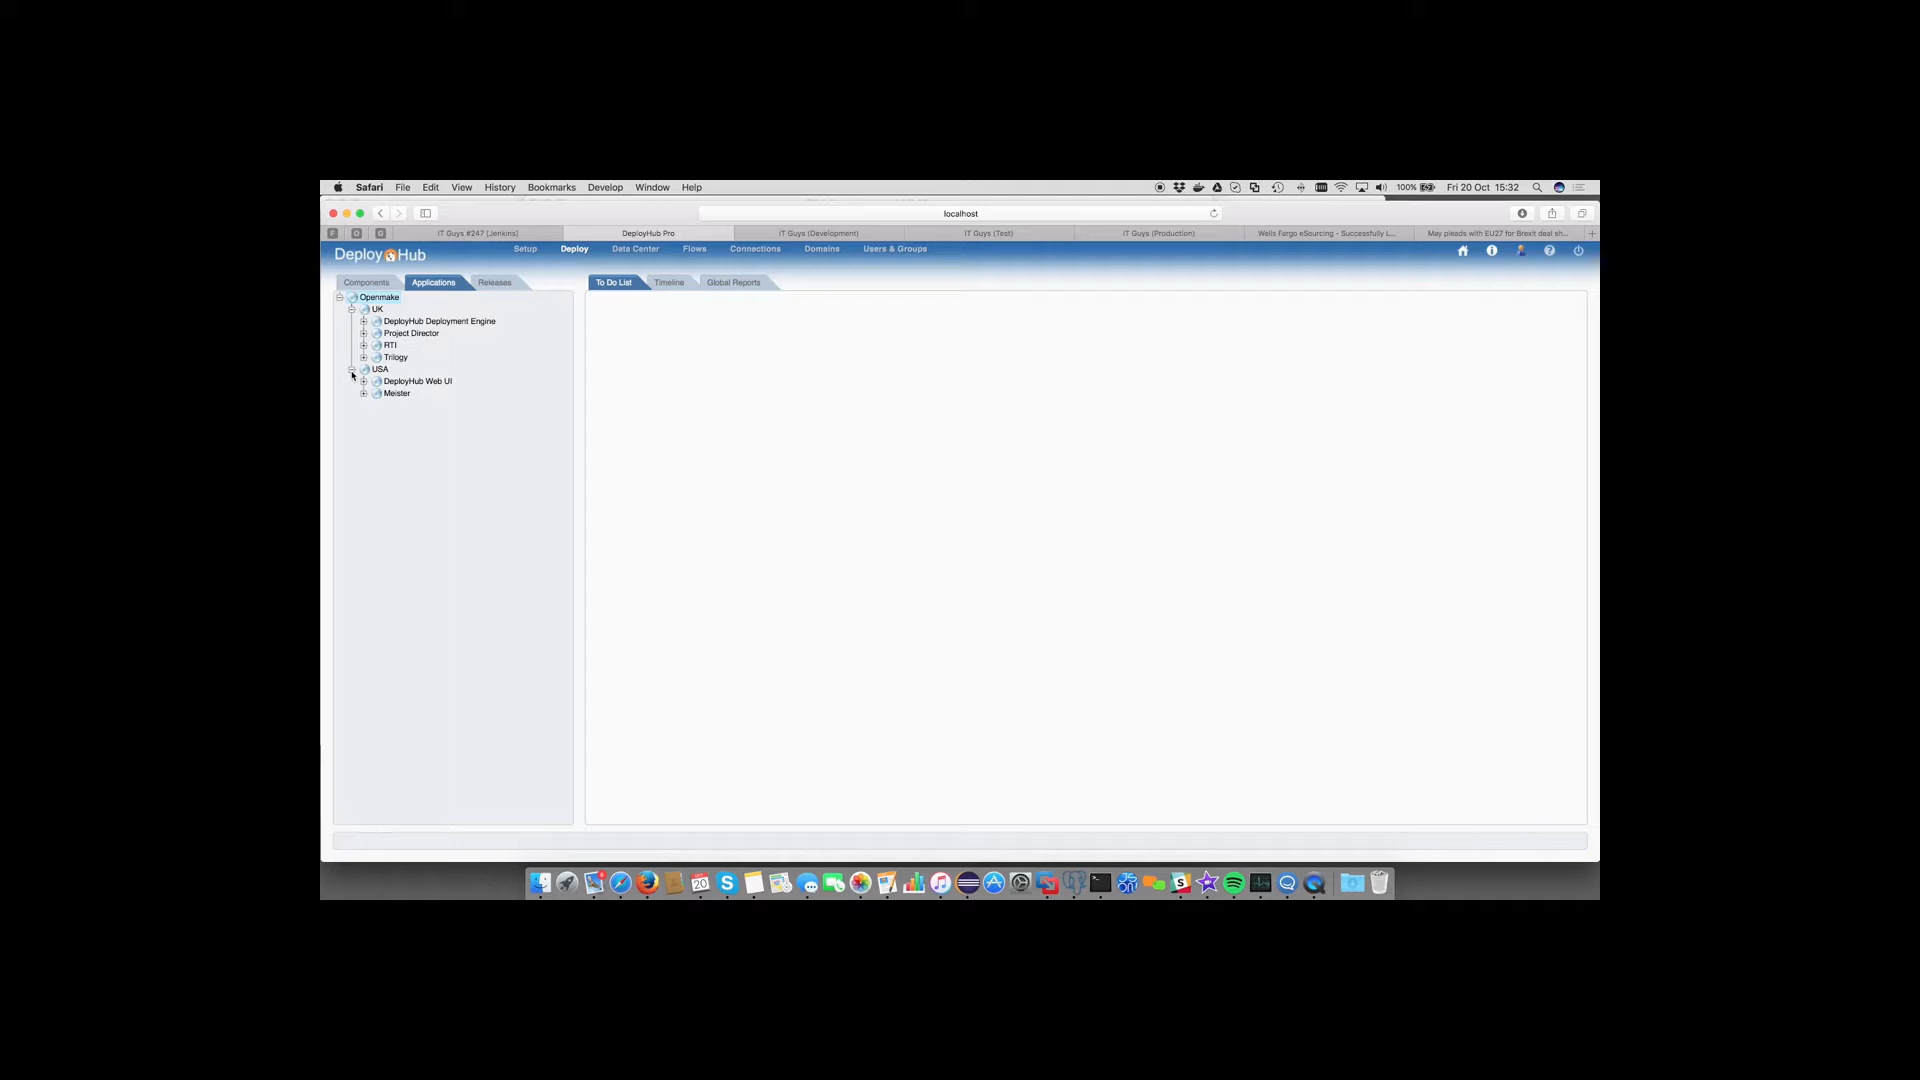 Safari File Edit View History Bookmarks Develop Window Help 100% Fri 20 Oct 15:32
localhost
F O G IT Guys #247 [Jenkins] DeployHub Pro IT Guys (Development) IT Guys (Test) IT Guys (Production) Wells Fargo eSourcing - Successfully L... May pleads with EU27 for Brexit deal sh...
DeployHub Setup Deploy Data Center Flows Connections Domains Users & Groups
Components Applications Releases To Do List Timeline Global Reports
Openmake
UK
DeployHub Deployment Engine
Project Director
RTI
Trilogy
USA
DeployHub Web UI
Meister
20